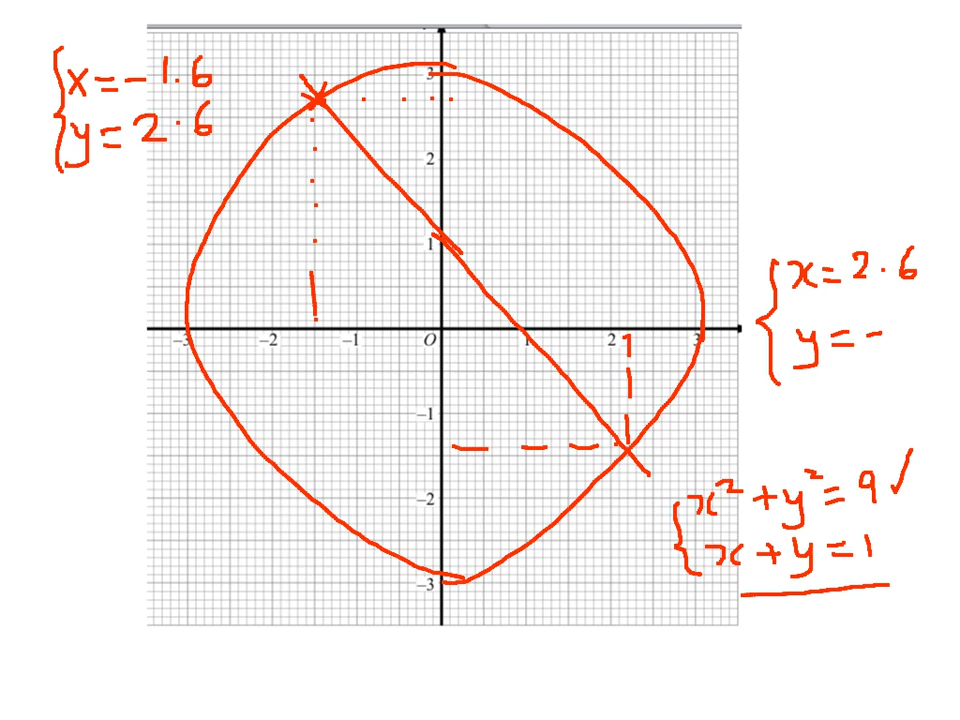 x = -1.6
y = 2.6
3
2
1
-3
-2
-1
O
1
2
3
-1
-2
-3
x = 2.6
y = -
x² + y² = 9 ✓
x + y = 1